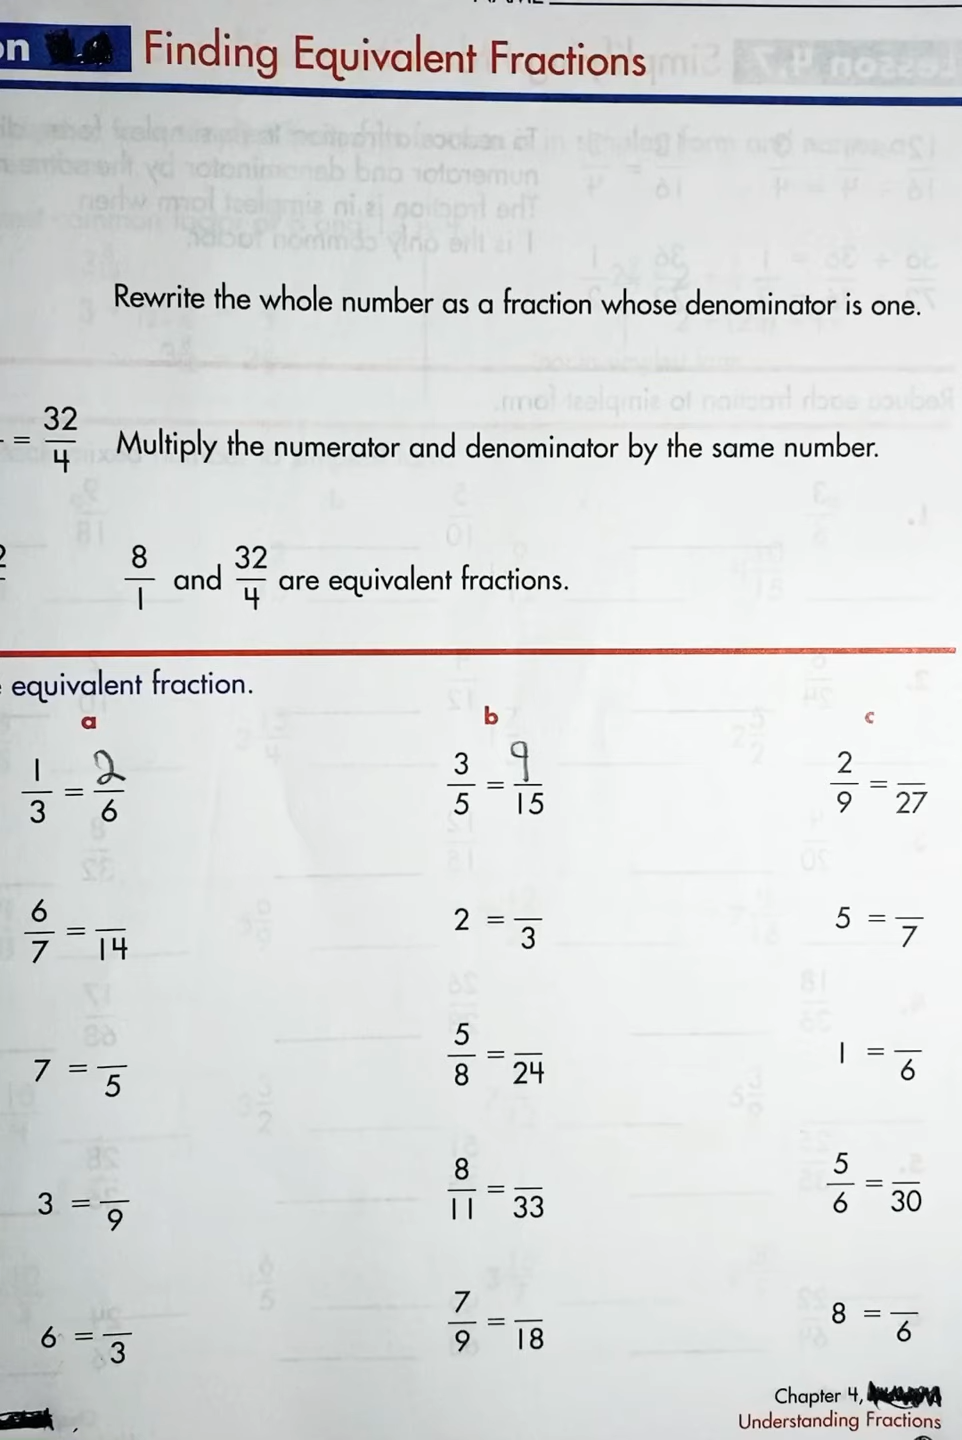 on Finding Equivalent Fractions
Rewrite the whole number as a fraction whose denominator is one.
= 32/4 Multiply the numerator and denominator by the same number.
8/1 and 32/4 are equivalent fractions.
equivalent fraction.
a b c
1/3 = 2/6 3/5 = 9/15 2/9 = /27
6/7 = /14 2 = /3 5 = /7
7 = /5 5/8 = /24 1 = /6
3 = /9 8/11 = /33 5/6 = /30
6 = /3 7/9 = /18 8 = /6
Chapter 4,
Understanding Fractions